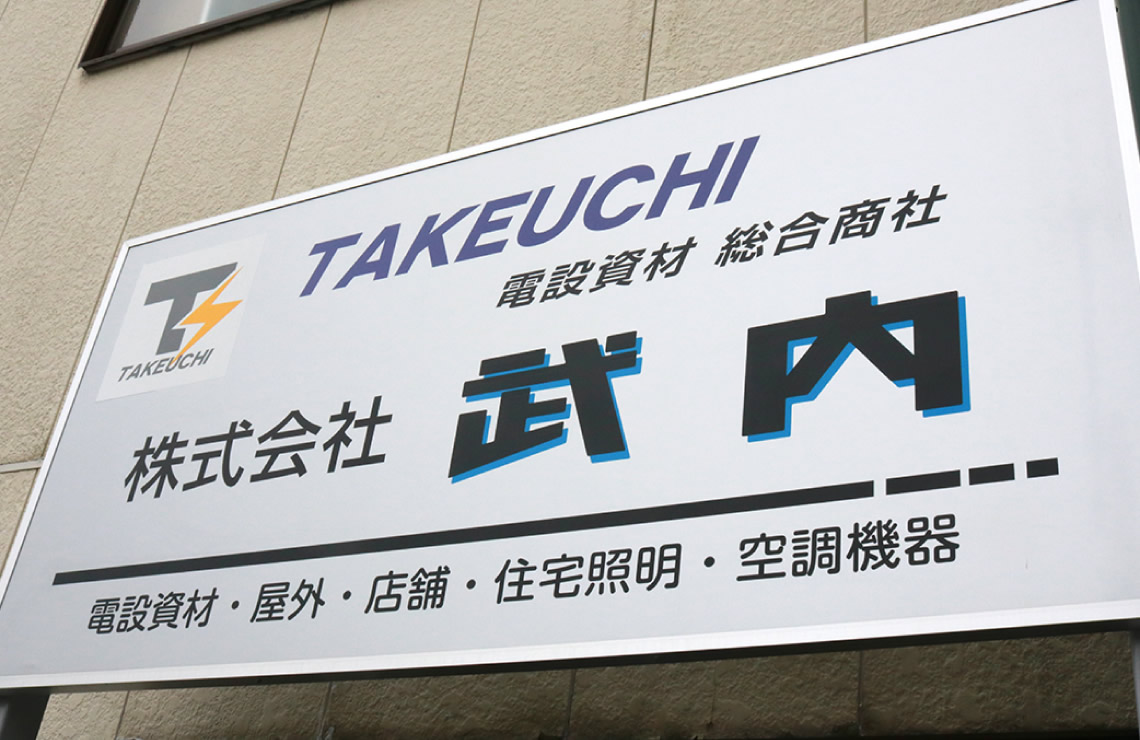 TAKEUCHI
電設資材 総合商社
TS
TAKEUCHI
株式会社 武内
電設資材・屋外・店舗・住宅照明・空調機器